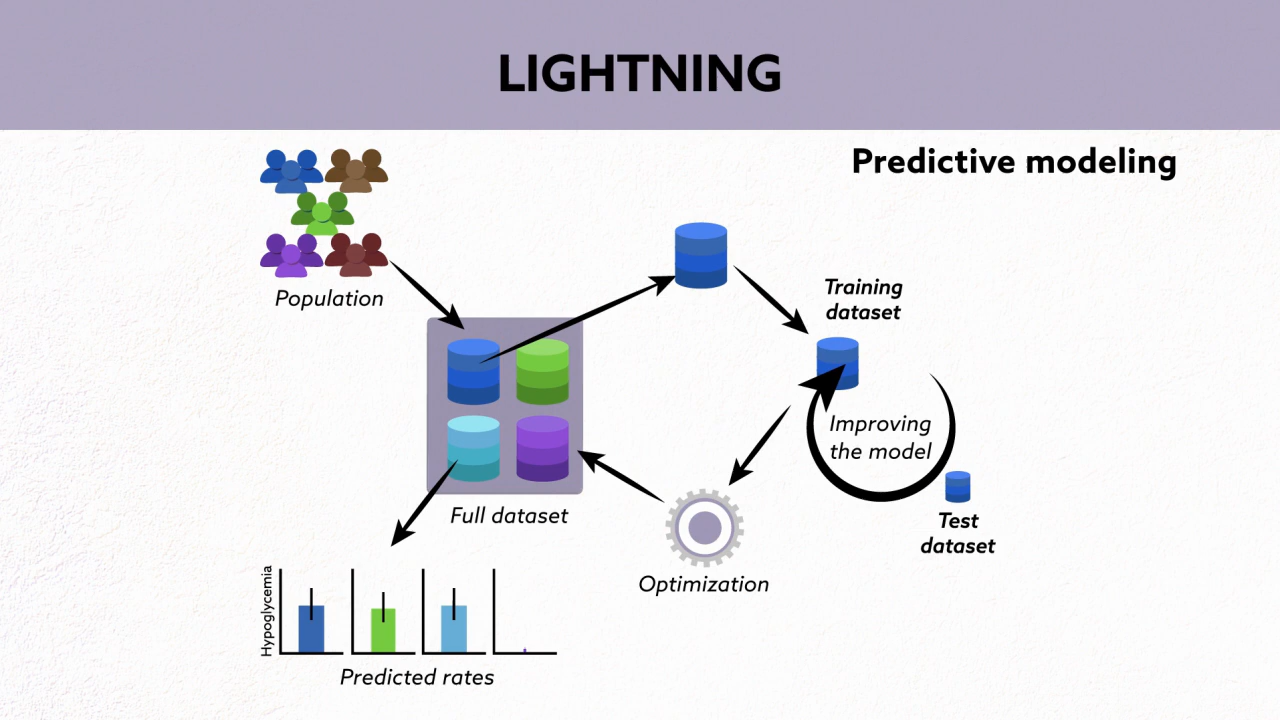 LIGHTNING
Predictive modeling
Population
Training
dataset
Improving
the model
Full dataset
Test
dataset
Optimization
Hypoglycemia
Predicted rates